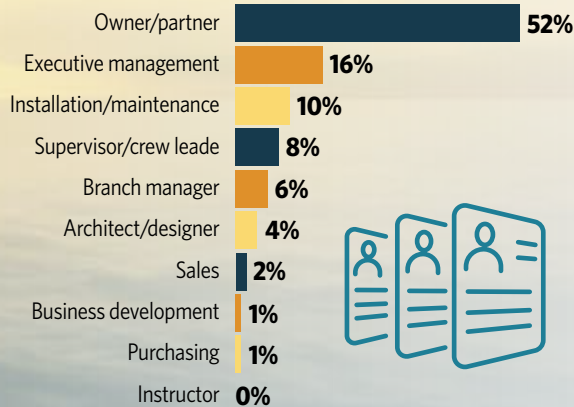 Owner/partner 52%
Executive management 16%
Installation/maintenance 10%
Supervisor/crew leade 8%
Branch manager 6%
Architect/designer 4%
Sales 2%
Business development 1%
Purchasing 1%
Instructor 0%